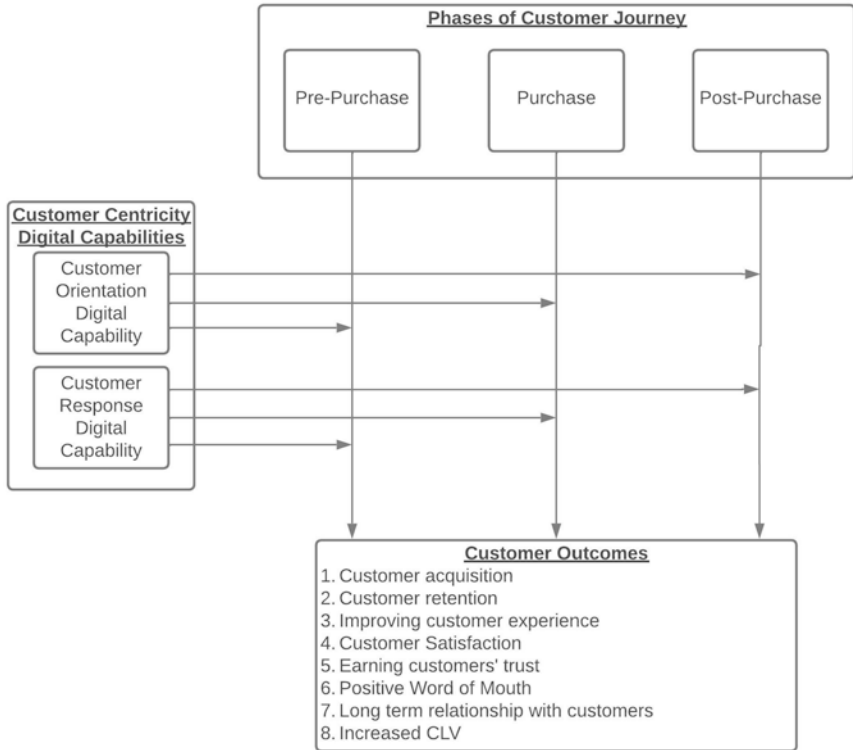 Phases of Customer Journey
Pre-Purchase
Purchase
Post-Purchase
Customer Centricity
Digital Capabilities
Customer
Orientation
Digital
Capability
Customer
Response
Digital
Capability
Customer Outcomes
1. Customer acquisition
2. Customer retention
3. Improving customer experience
4. Customer Satisfaction
5. Earning customers' trust
6. Positive Word of Mouth
7. Long term relationship with customers
8. Increased CLV